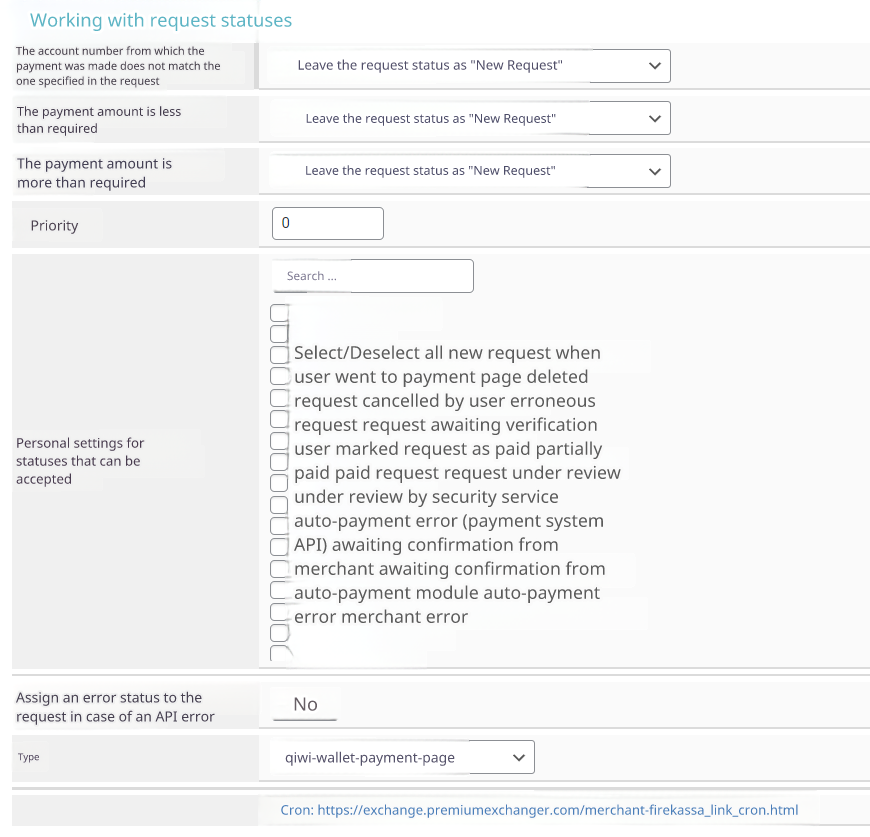 Working with request statuses
The account number from which the
payment was made does not match the
one specified in the request
Leave the request status as "New Request"
The payment amount is less
than required
Leave the request status as "New Request"
The payment amount is
more than required
Leave the request status as "New Request"
Priority
0
Search ...
Personal settings for
statuses that can be
accepted
Select/Deselect all new request when
user went to payment page deleted
request cancelled by user erroneous
request request awaiting verification
user marked request as paid partially
paid paid request request under review
under review by security service
auto-payment error (payment system
API) awaiting confirmation from
merchant awaiting confirmation from
auto-payment module auto-payment
error merchant error
Assign an error status to the
request in case of an API error
No
Type
qiwi-wallet-payment-page
Cron: https://exchange.premiumexchanger.com/merchant-firekassa_link_cron.html